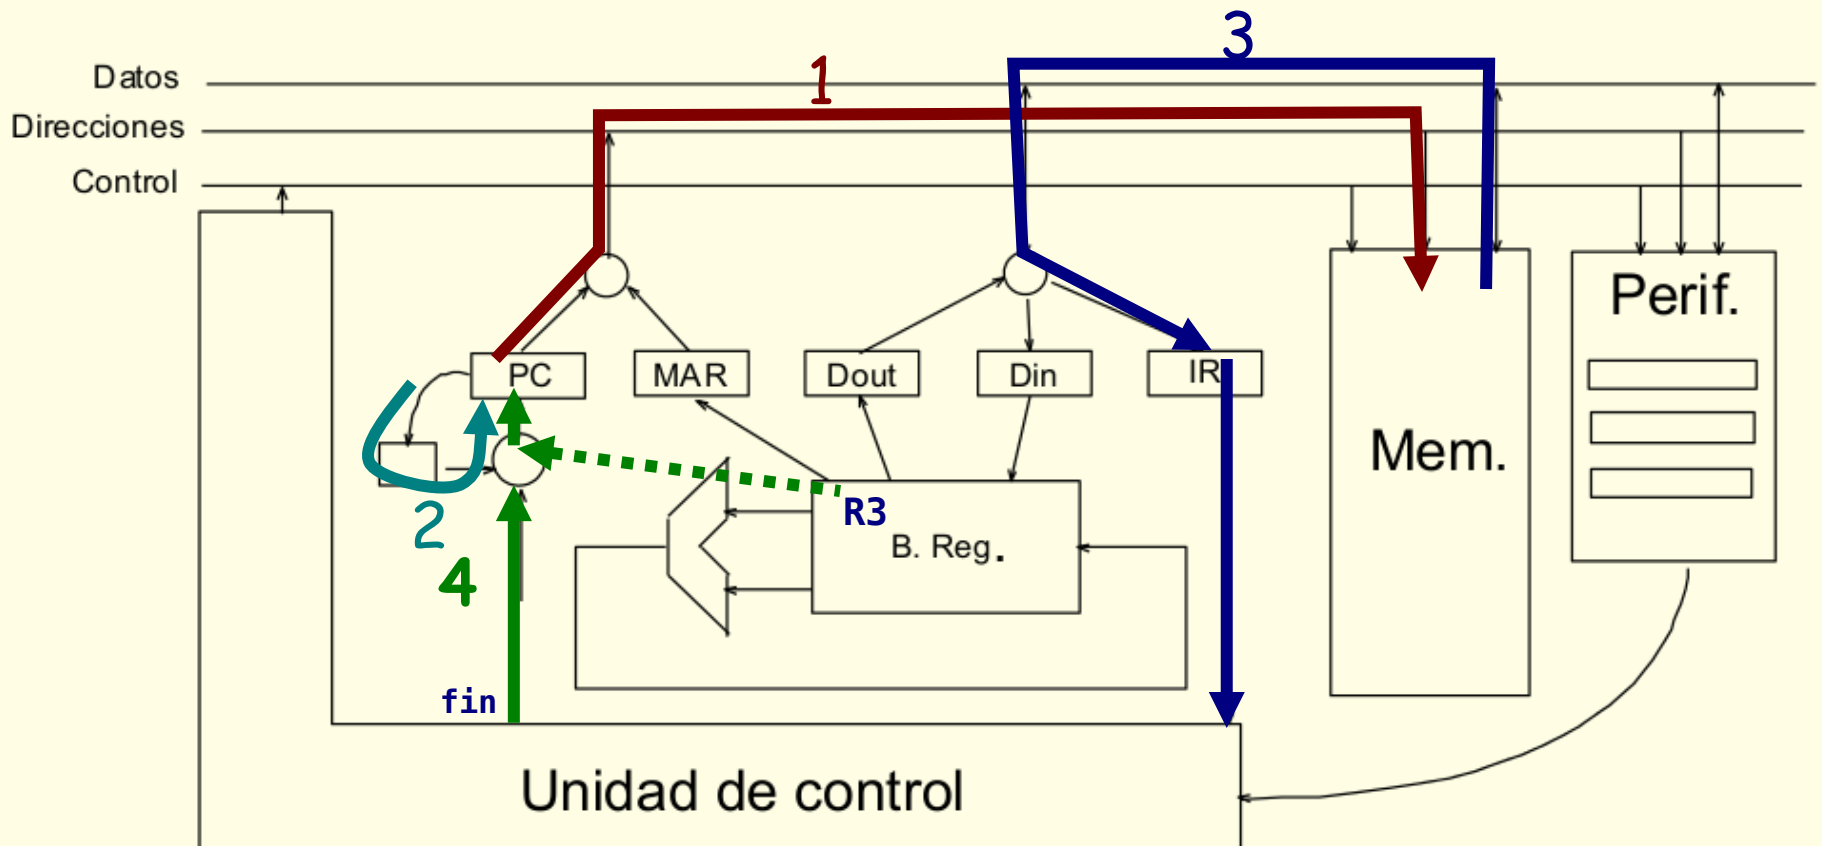 3
1
Datos
Direcciones
Control
Perif.
PC
MAR
Dout
Din
IR
Mem.
2
R3
B. Reg.
4
fin
Unidad de control